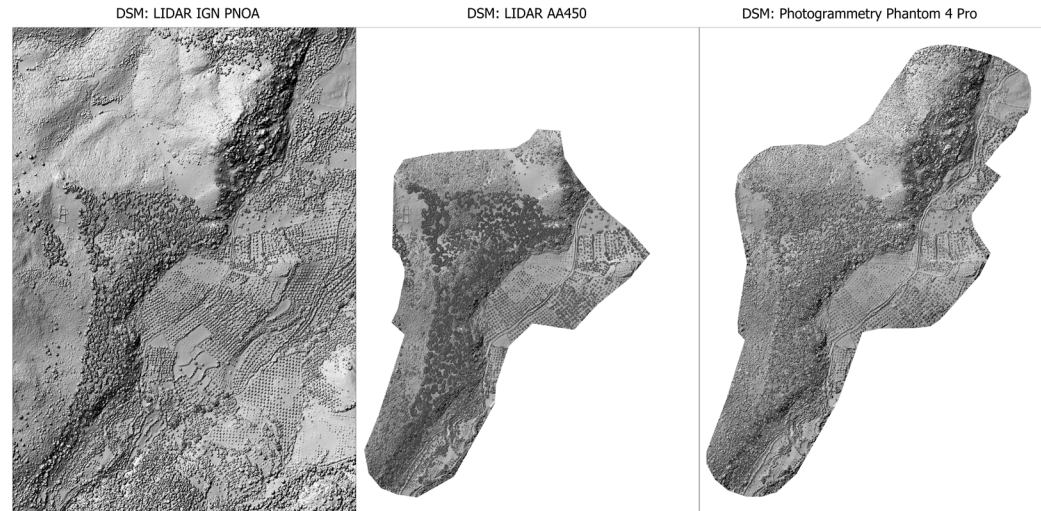 DSM: LIDAR IGN PNOA
DSM: LIDAR AA450
DSM: Photogrammetry Phantom 4 Pro